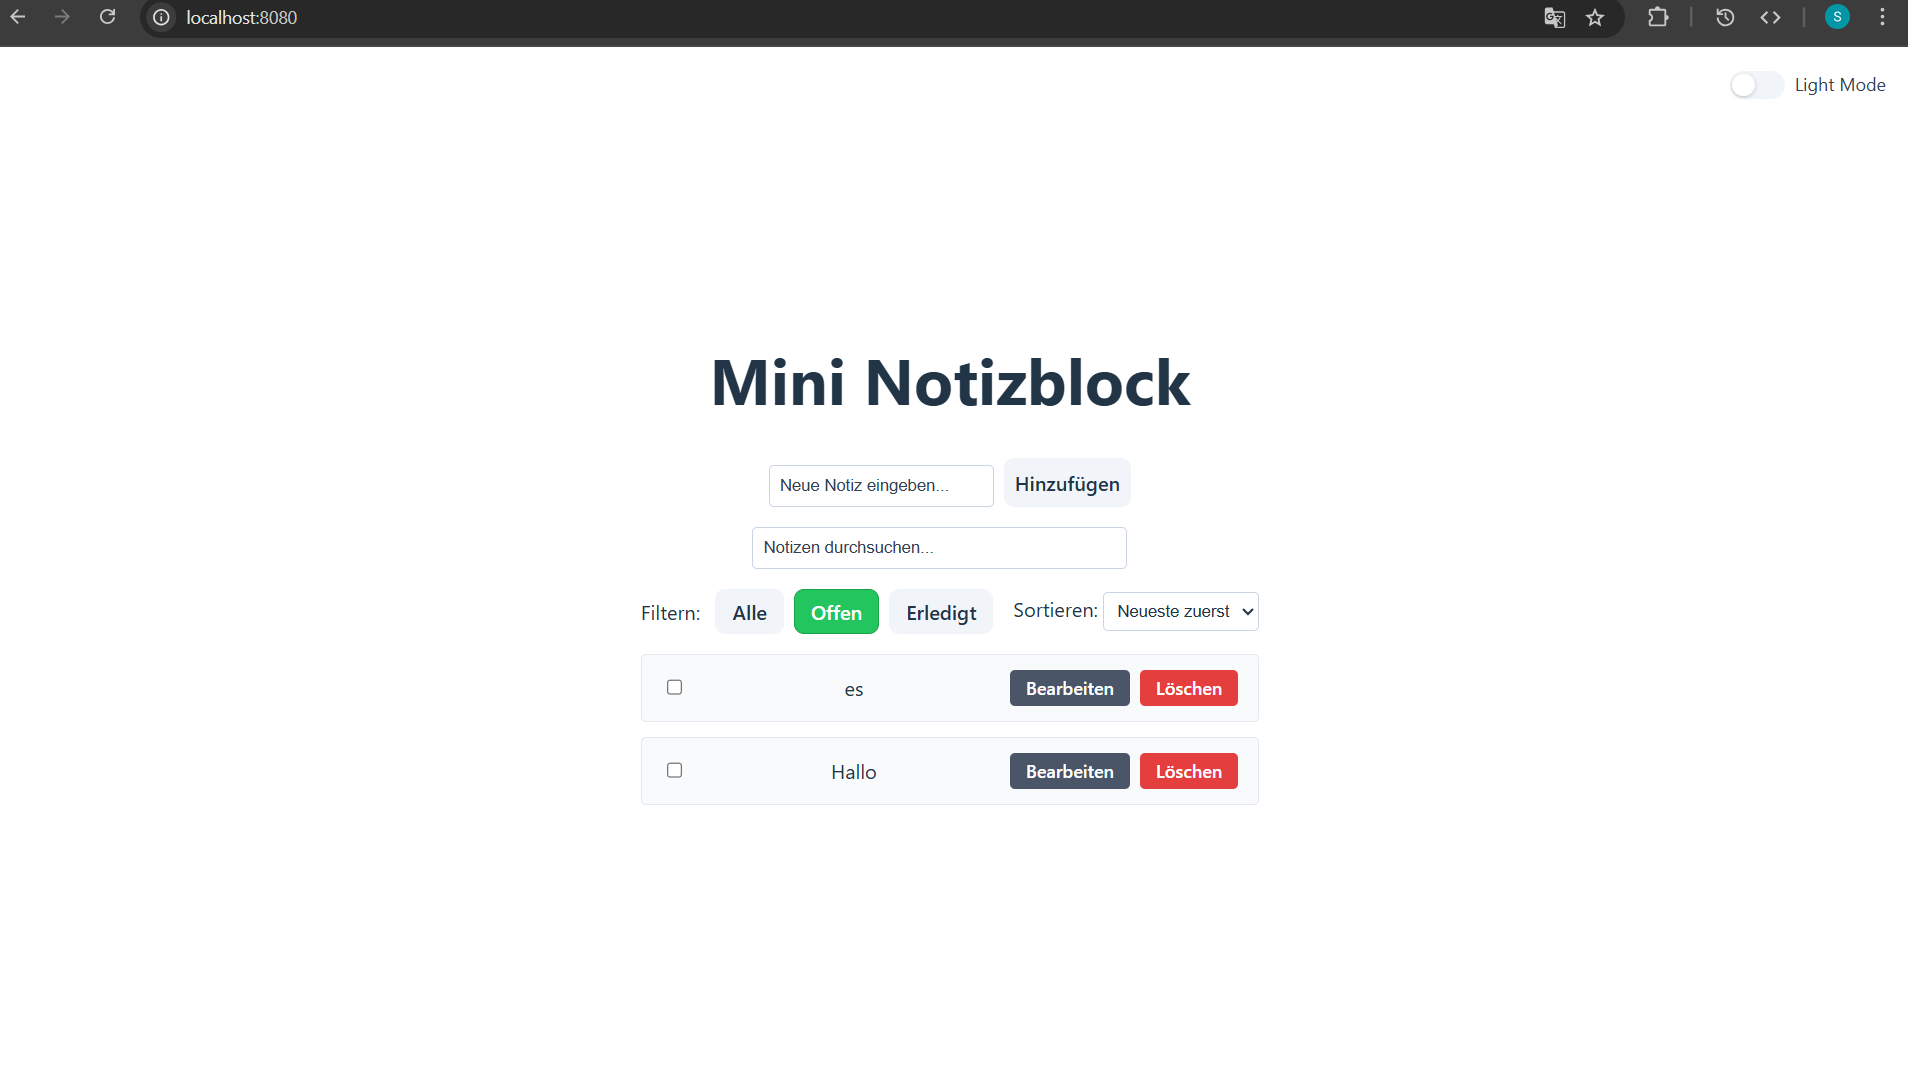 localhost:8080
S
Light Mode
Mini Notizblock
Neue Notiz eingeben... Hinzufügen
Notizen durchsuchen...
Filtern: Alle Offen Erledigt Sortieren: Neueste zuerst
es Bearbeiten Löschen
Hallo Bearbeiten Löschen